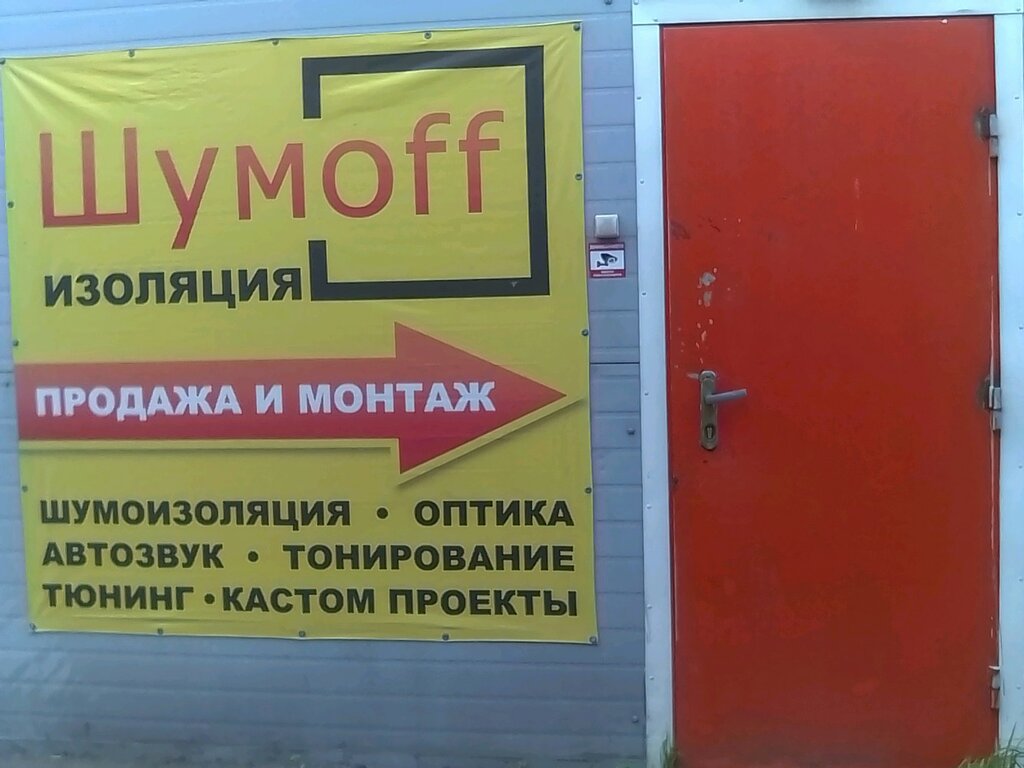 Шумoff
ИЗОЛЯЦИЯ
ПРОДАЖА И МОНТАЖ
ШУМОИЗОЛЯЦИЯ • ОПТИКА
АВТОЗВУК • ТОНИРОВАНИЕ
ТЮНИНГ • КАСТОМ ПРОЕКТЫ